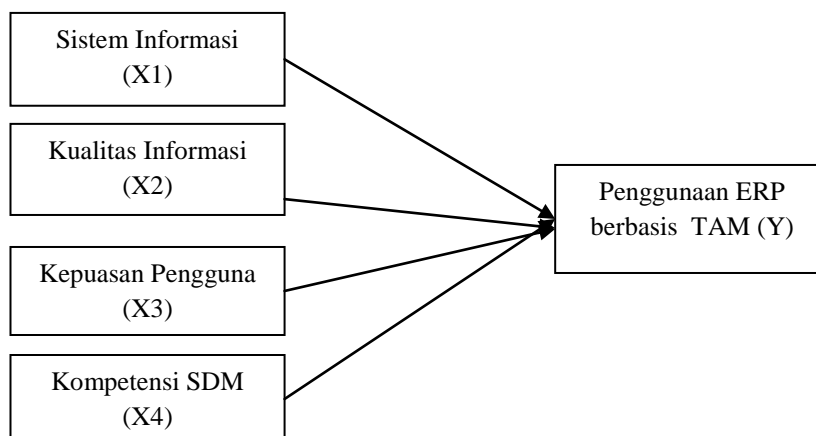 Sistem Informasi
(X1)
Kualitas Informasi
(X2)
Kepuasan Pengguna
(X3)
Kompetensi SDM
(X4)
Penggunaan ERP
berbasis TAM (Y)